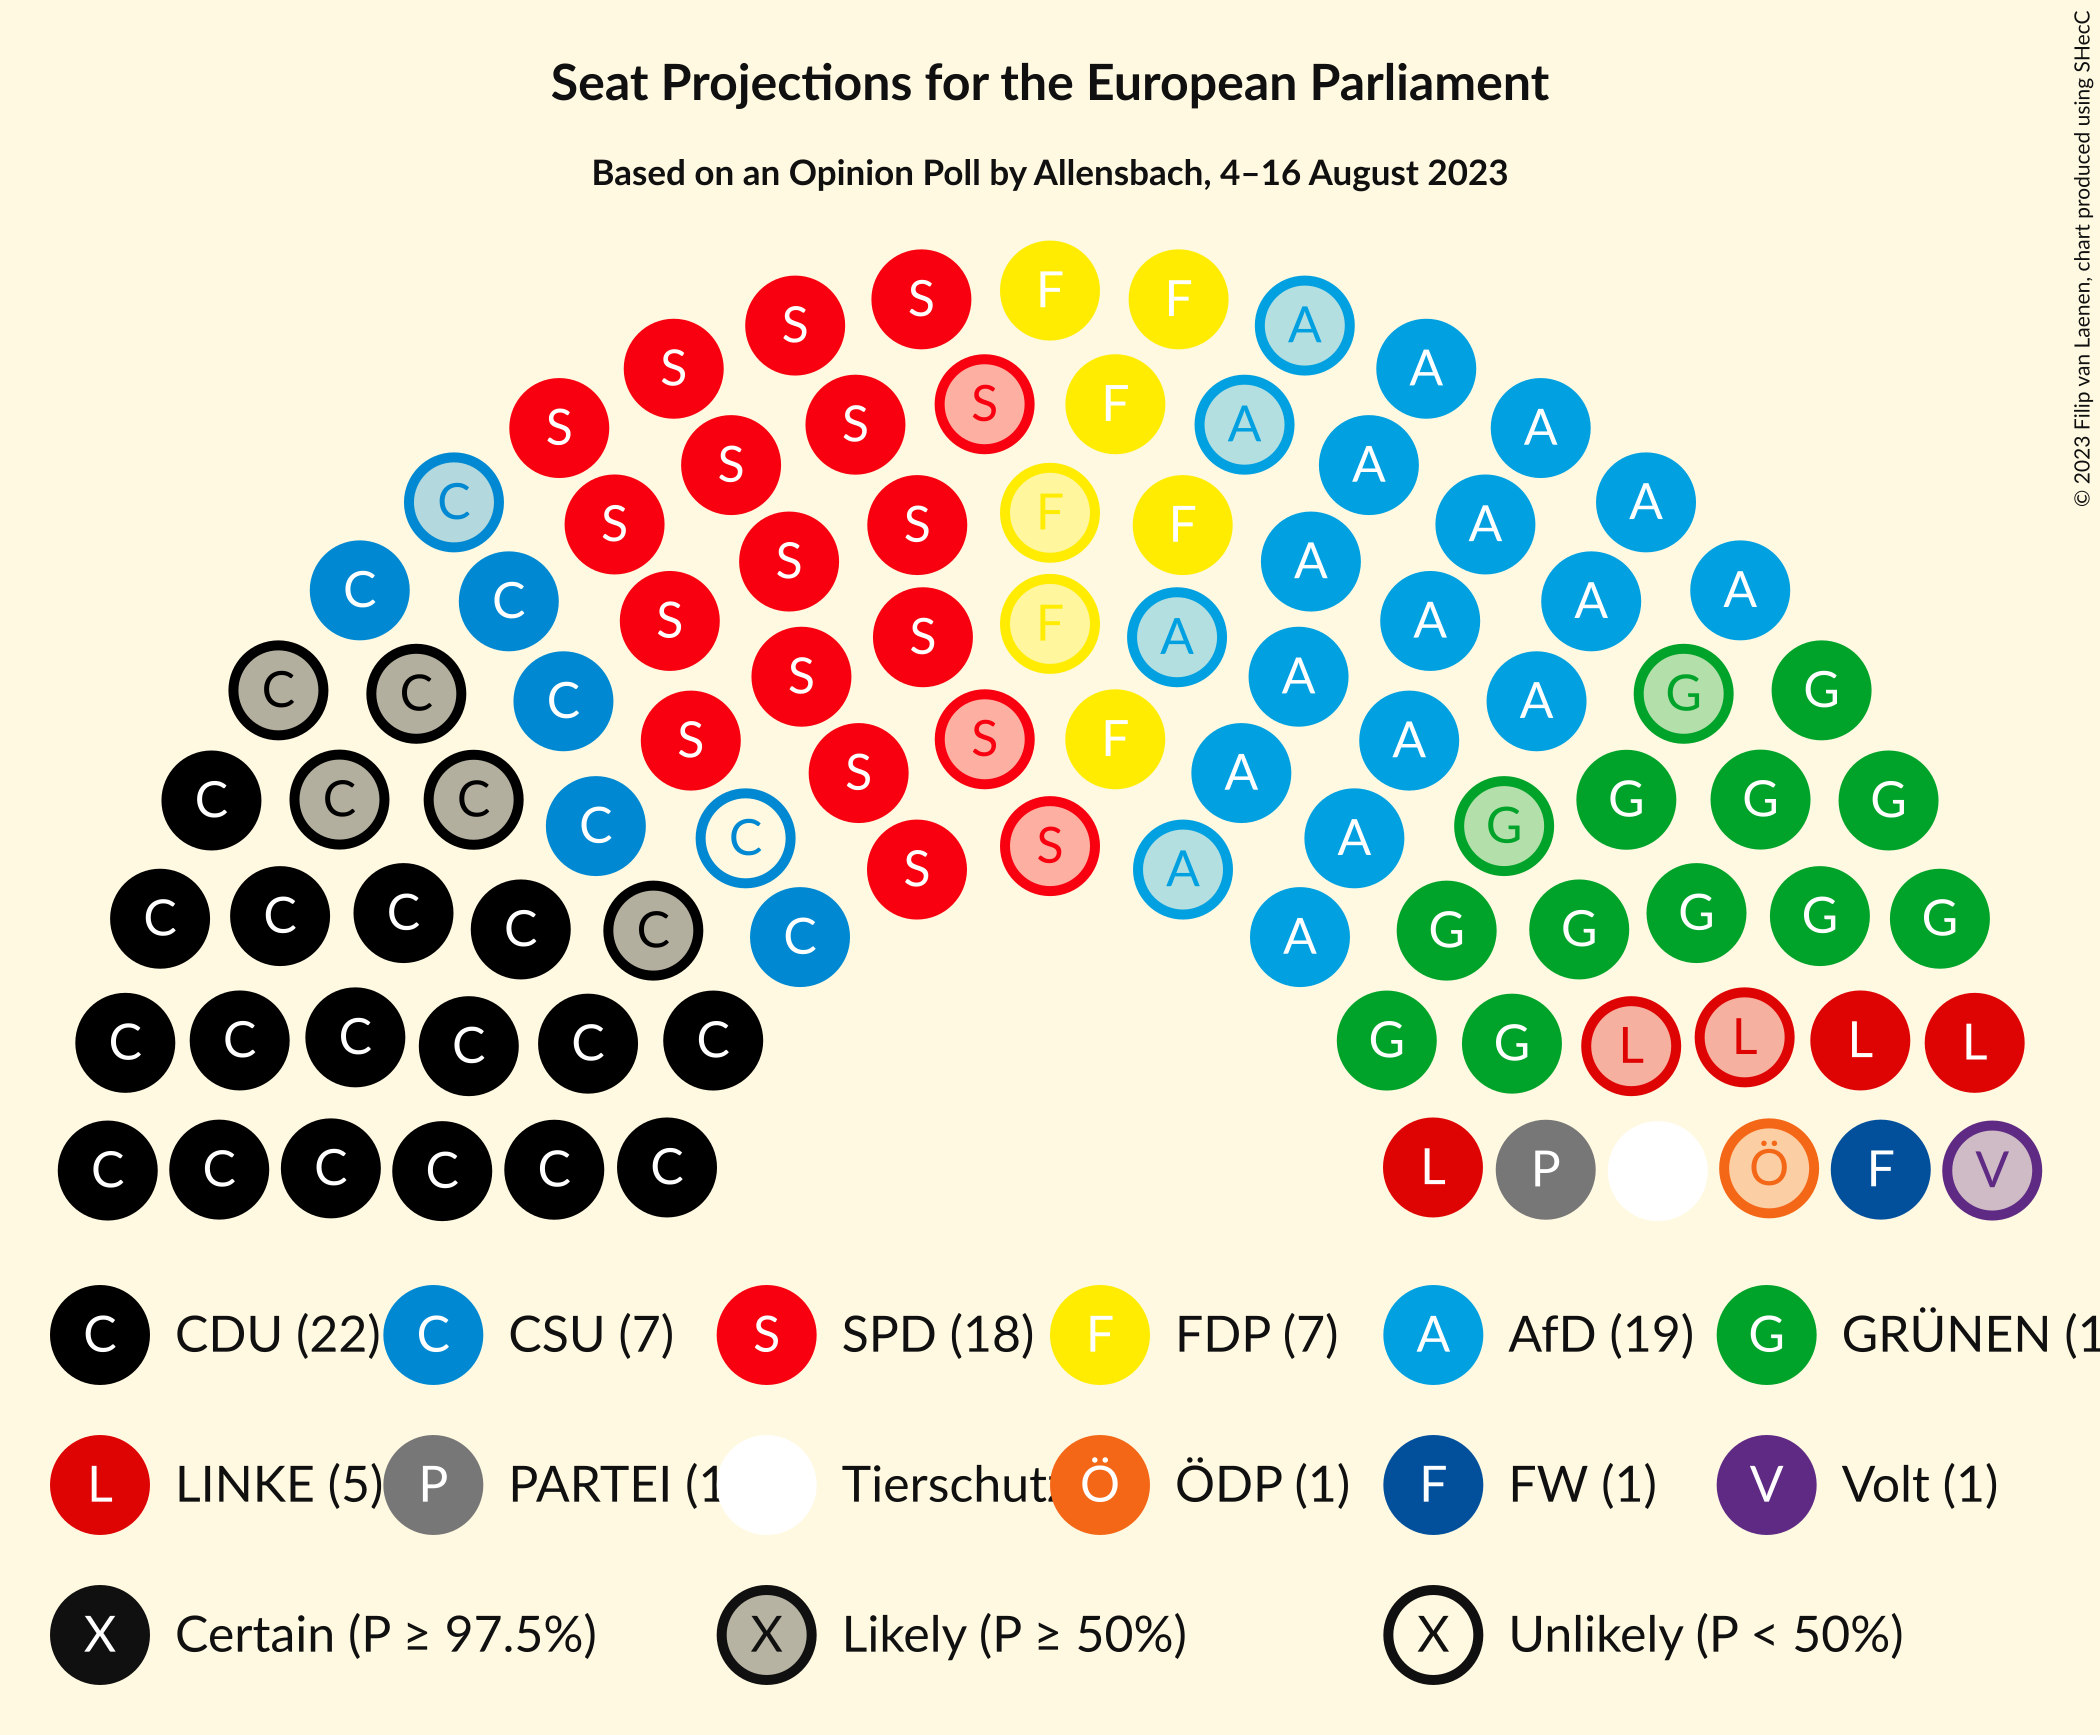 Seat Projections for the European Parliament
Based on an Opinion Poll by Allensbach, 4–16 August 2023
© 2023 Filip van Laenen, chart produced using SHecC
S F F A
S S A
S S F A A
S S A A
C S S F A A
S S F A A
C C S S A A A
S F A A
C C C S S A A G G
S S F A A
C C C C C S S A A G G G G
S A
C C C C C C S A A G G G G G
C C C C C C G G L L L L
C C C C C C L P Ö F V
C CDU (22) C CSU (7) S SPD (18) F FDP (7) A AfD (19) G GRÜNEN (1
L LINKE (5) P PARTEI (1 Tierschutz Ö ÖDP (1) F FW (1) V Volt (1)
X Certain (P ≥ 97.5%) X Likely (P ≥ 50%) X Unlikely (P < 50%)